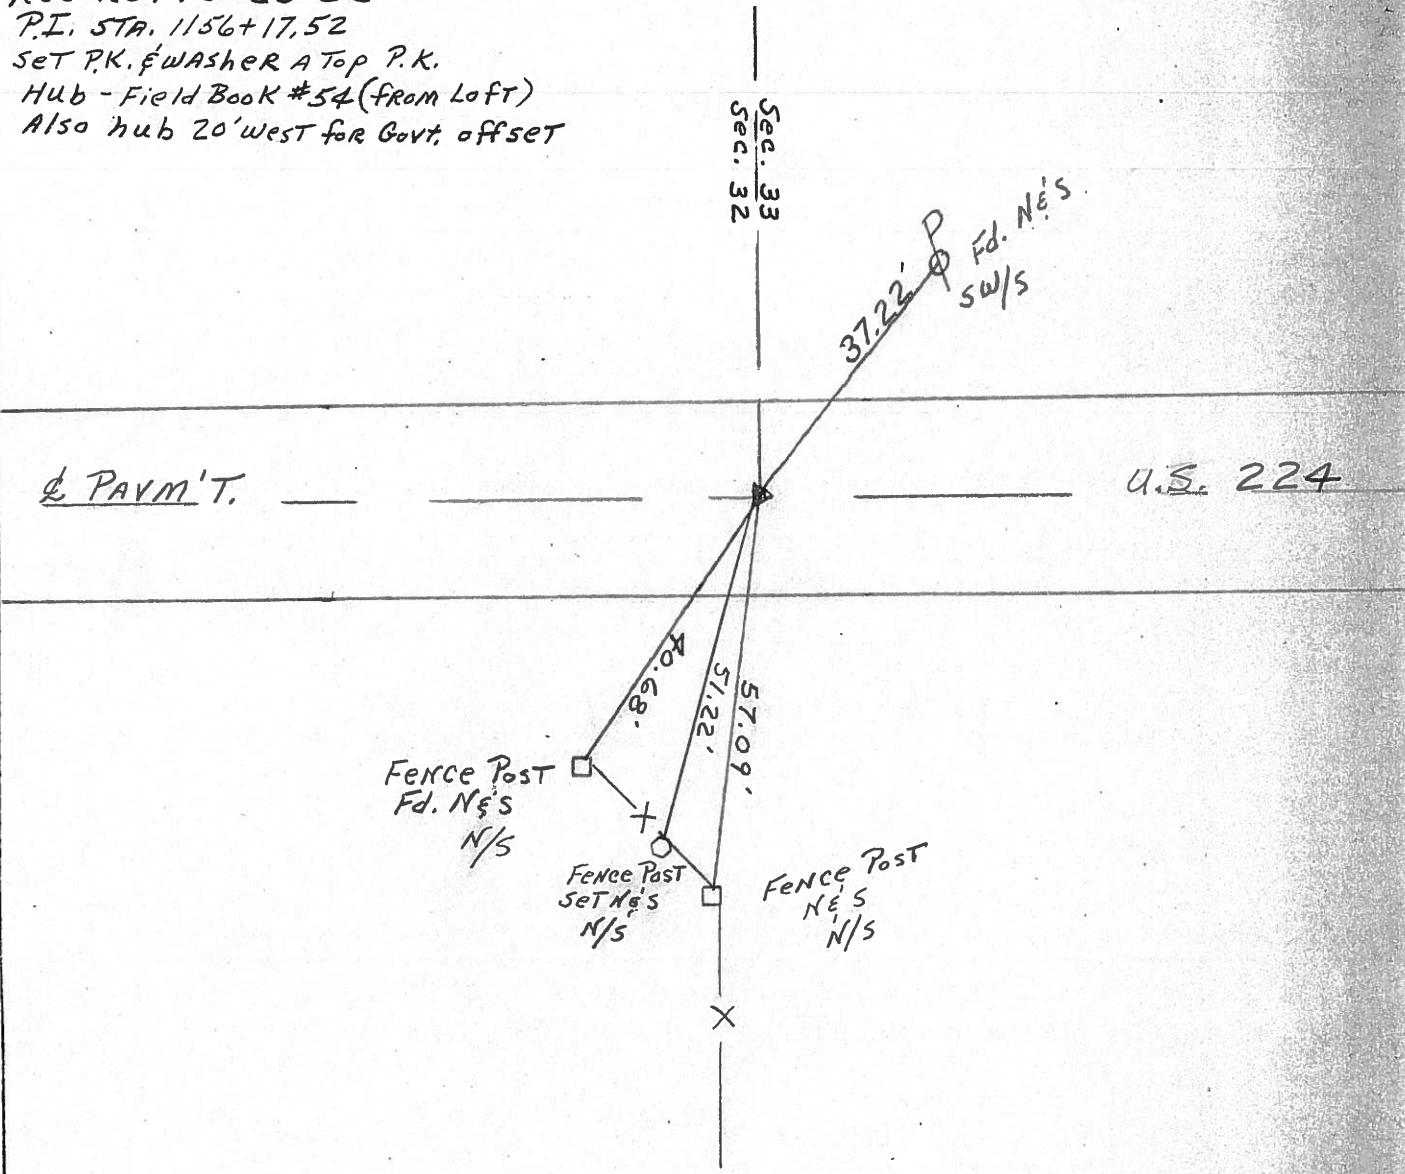 P.I. STA. 1156+17.52
SET P.K. & WASHER ATOP P.K.
HUB - Field BOOK #54 (FROM LOFT)
Also hub 20' WEST FOR Govt. offset
Sec. 33
Sec. 32
P
Fd. N&S
SW/S
37.22'
℄ PAVM'T.
U.S. 224
40.68'
51.22'
57.09'
FENCE POST
Fd. N&S
N/S
FENCE POST
SET N&S
N/S
FENCE POST
N&S
N/S